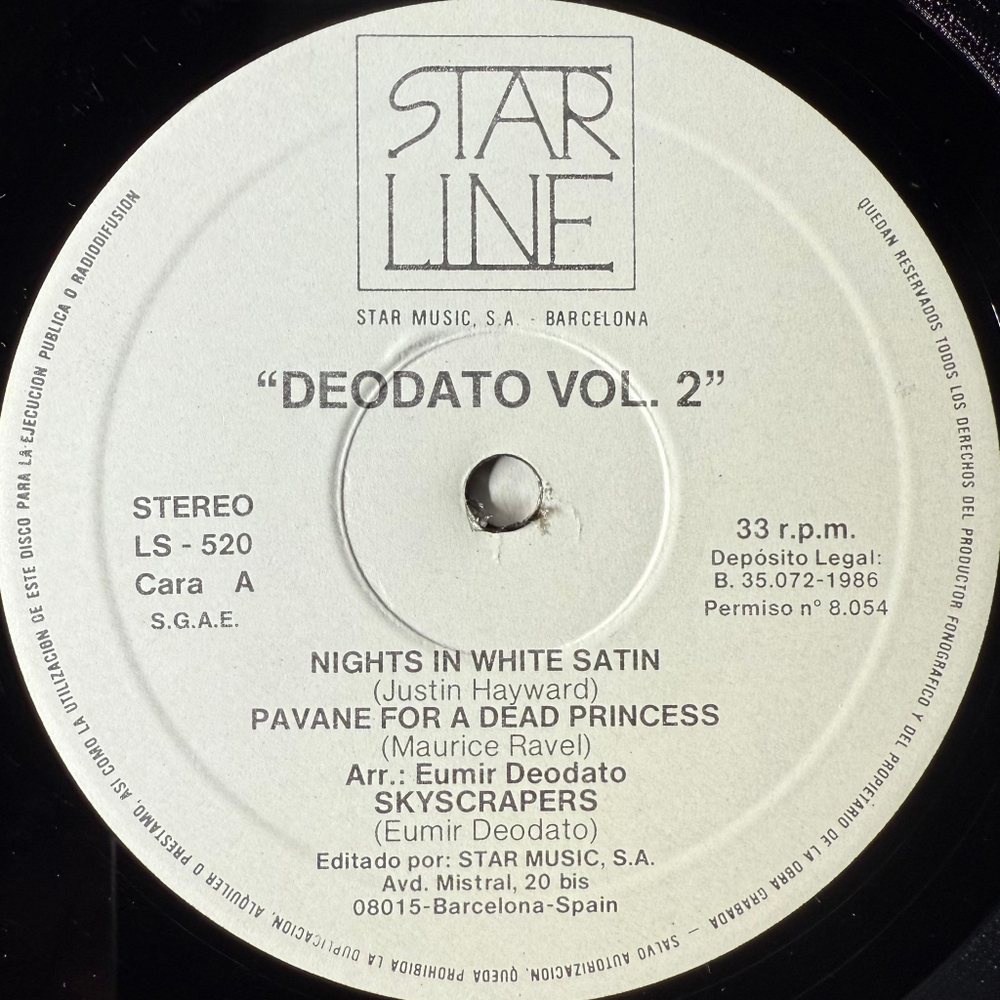 STAR
LINE
STAR MUSIC, S.A. - BARCELONA
"DEODATO VOL. 2"
STEREO
LS - 520
Cara A
S.G.A.E.
33 r.p.m.
Depósito Legal:
B. 35.072-1986
Permiso n° 8.054
NIGHTS IN WHITE SATIN
(Justin Hayward)
PAVANE FOR A DEAD PRINCESS
(Maurice Ravel)
Arr.: Eumir Deodato
SKYSCRAPERS
(Eumir Deodato)
Editado por: STAR MUSIC, S.A.
Avd. Mistral, 20 bis
08015-Barcelona-Spain
QUEDAN RESERVADOS TODOS LOS DERECHOS DEL PRODUCTOR FONOGRAFICO Y DEL PROPIETARIO DE LA OBRA GRABADA — SALVO AUTORIZACION, QUEDA PROHIBIDA LA DUPLICACION, ALQUILER O PRESTAMO, ASI COMO LA UTILIZACION DE ESTE DISCO PARA LA EJECUCION PUBLICA O RADIODIFUSION